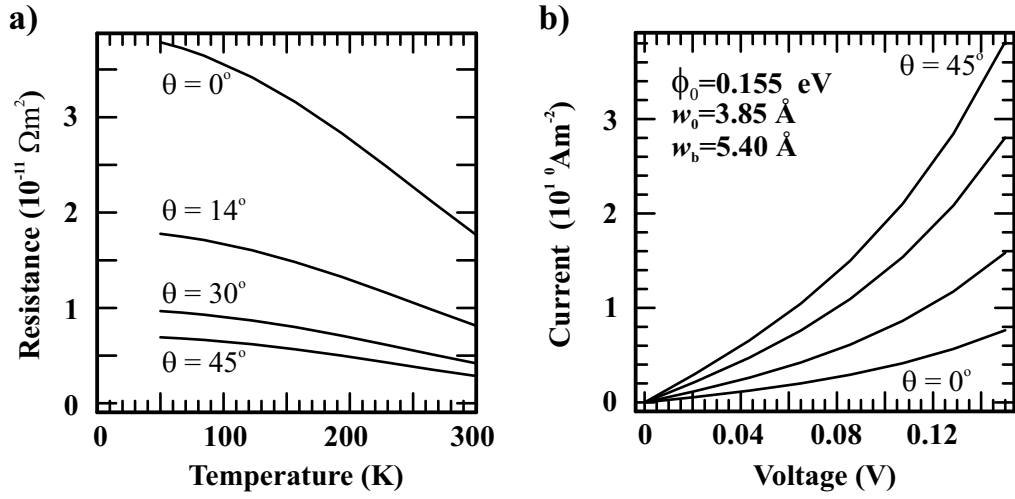 a)
Resistance (10⁻¹¹ Ωm²)
3
2
1
0
θ = 0°
θ = 14°
θ = 30°
θ = 45°
0 100 200 300
Temperature (K)
b)
Current (10¹ ⁰Am⁻²)
3
2
1
0
θ = 45°
ϕ₀=0.155 eV
w₀=3.85 Å
w_b=5.40 Å
θ = 0°
0 0.04 0.08 0.12
Voltage (V)